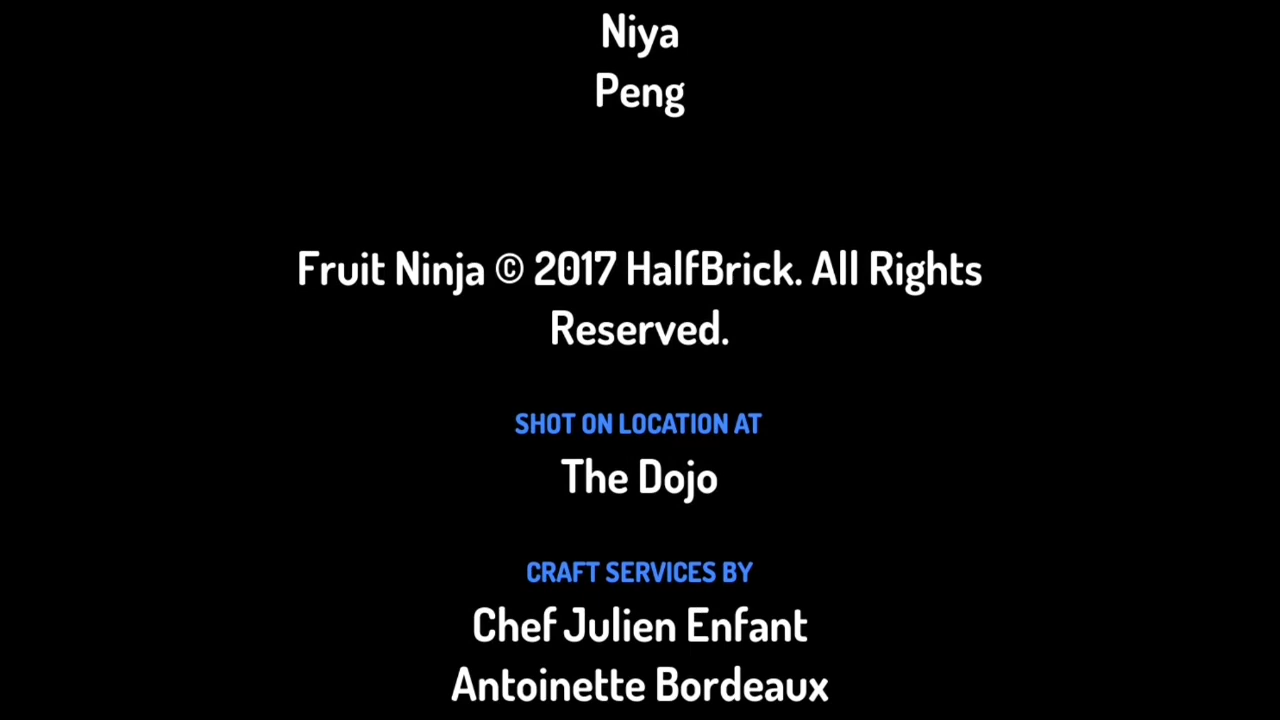 Niya
Peng
Fruit Ninja © 2017 HalfBrick. All Rights
Reserved.
SHOT ON LOCATION AT
The Dojo
CRAFT SERVICES BY
Chef Julien Enfant
Antoinette Bordeaux